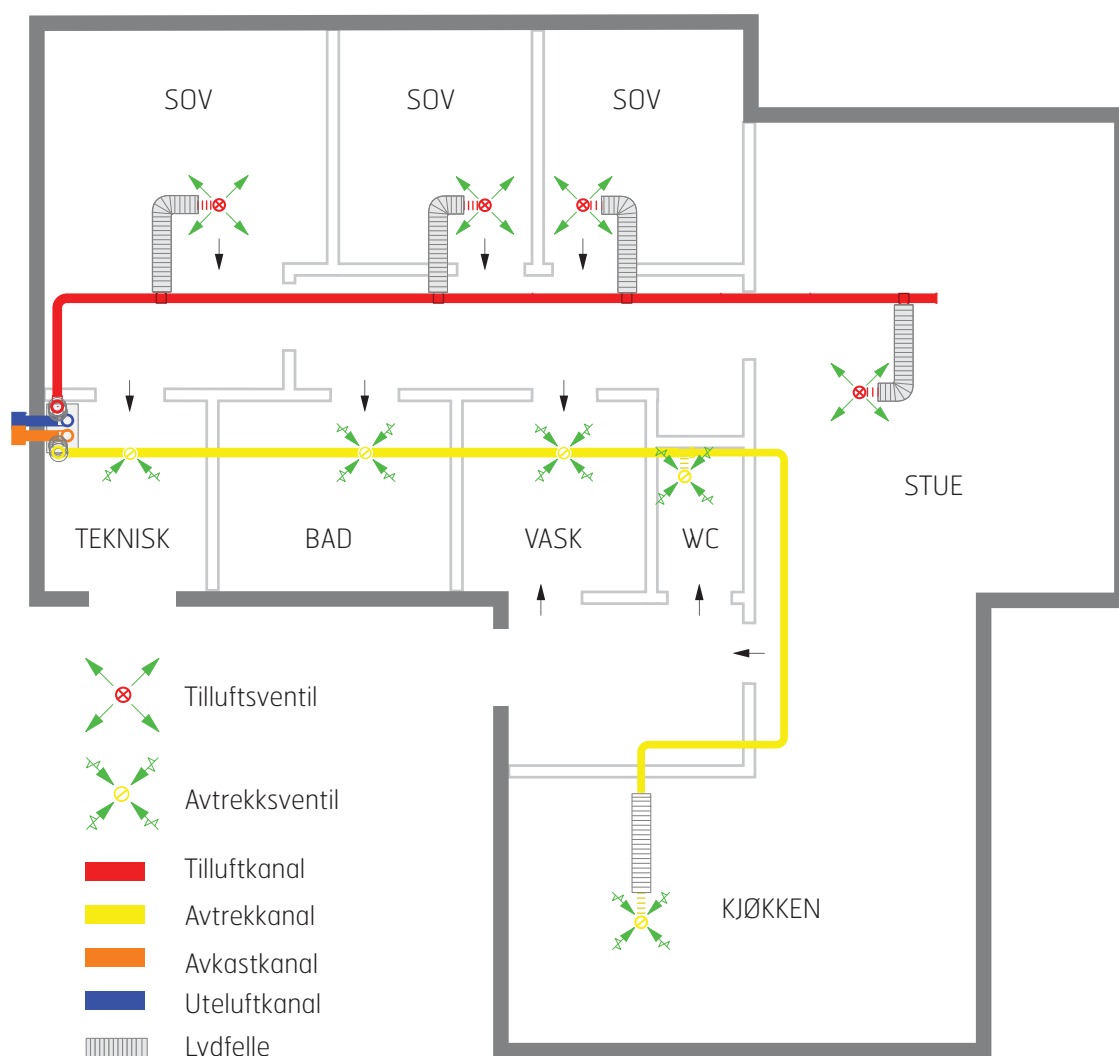 SOV
SOV
SOV
STUE
TEKNISK
BAD
VASK
WC
KJØKKEN
Tilluftsventil
Avtrekksventil
Tilluftkanal
Avtrekkanal
Avkastkanal
Uteluftkanal
Lydfelle